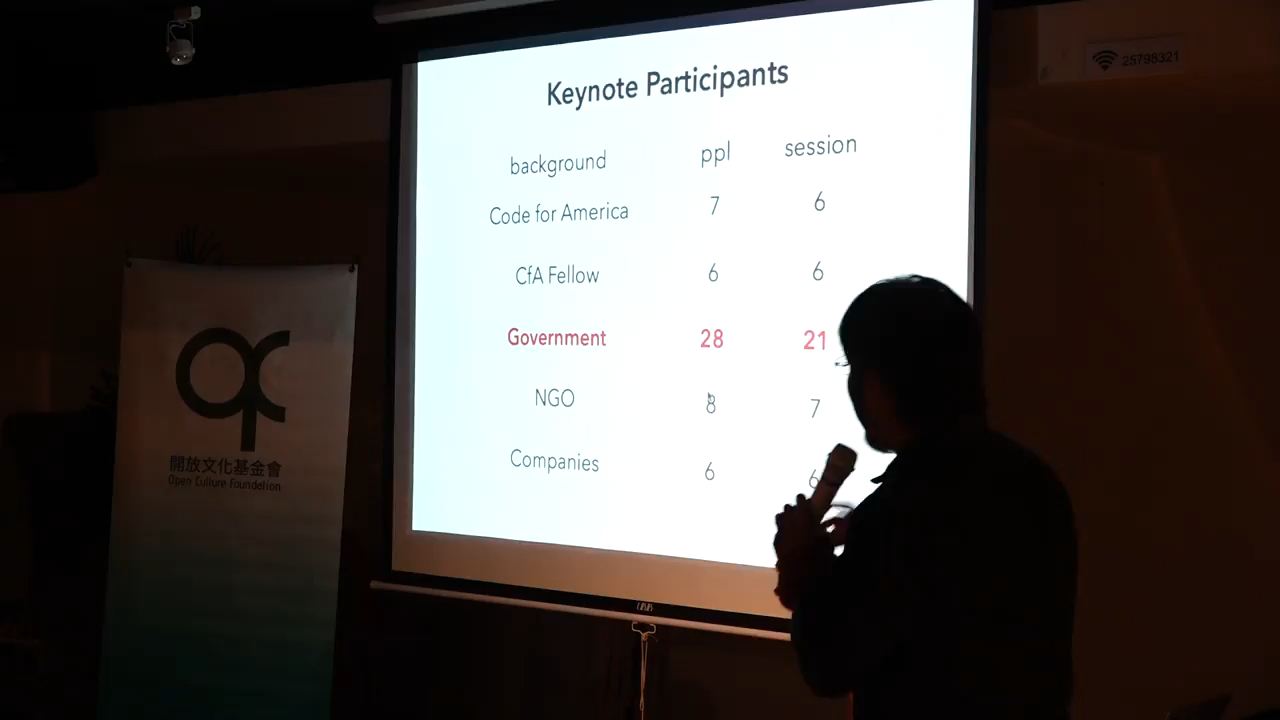 Keynote Participants
background ppl session
Code for America 7 6
CfA Fellow 6 6
Government 28 21
NGO 8 7
Companies 6 6
25795321
開放文化基金會
Open Culture Foundation